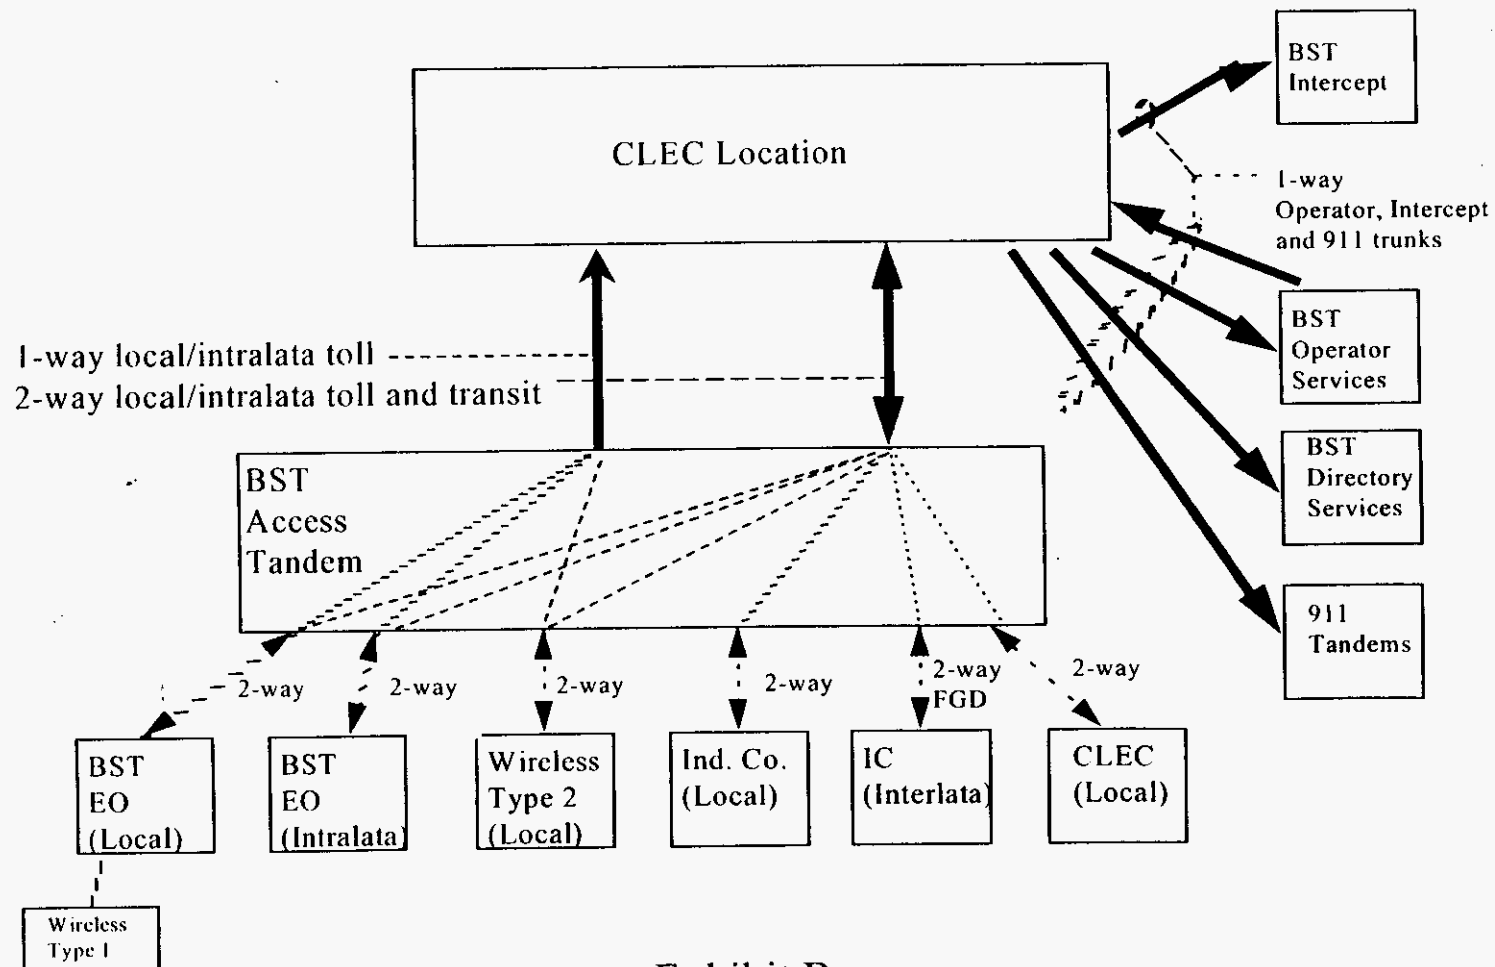 BST
Intercept
CLEC Location
1-way
Operator, Intercept
and 911 trunks
BST
Operator
Services
1-way local/intralata toll
2-way local/intralata toll and transit
BST
Directory
Services
BST
Access
Tandem
911
Tandems
2-way
2-way
2-way
2-way
2-way
FGD
2-way
BST
EO
(Local)
BST
EO
(Intralata)
Wireless
Type 2
(Local)
Ind. Co.
(Local)
IC
(Interlata)
CLEC
(Local)
Wireless
Type 1